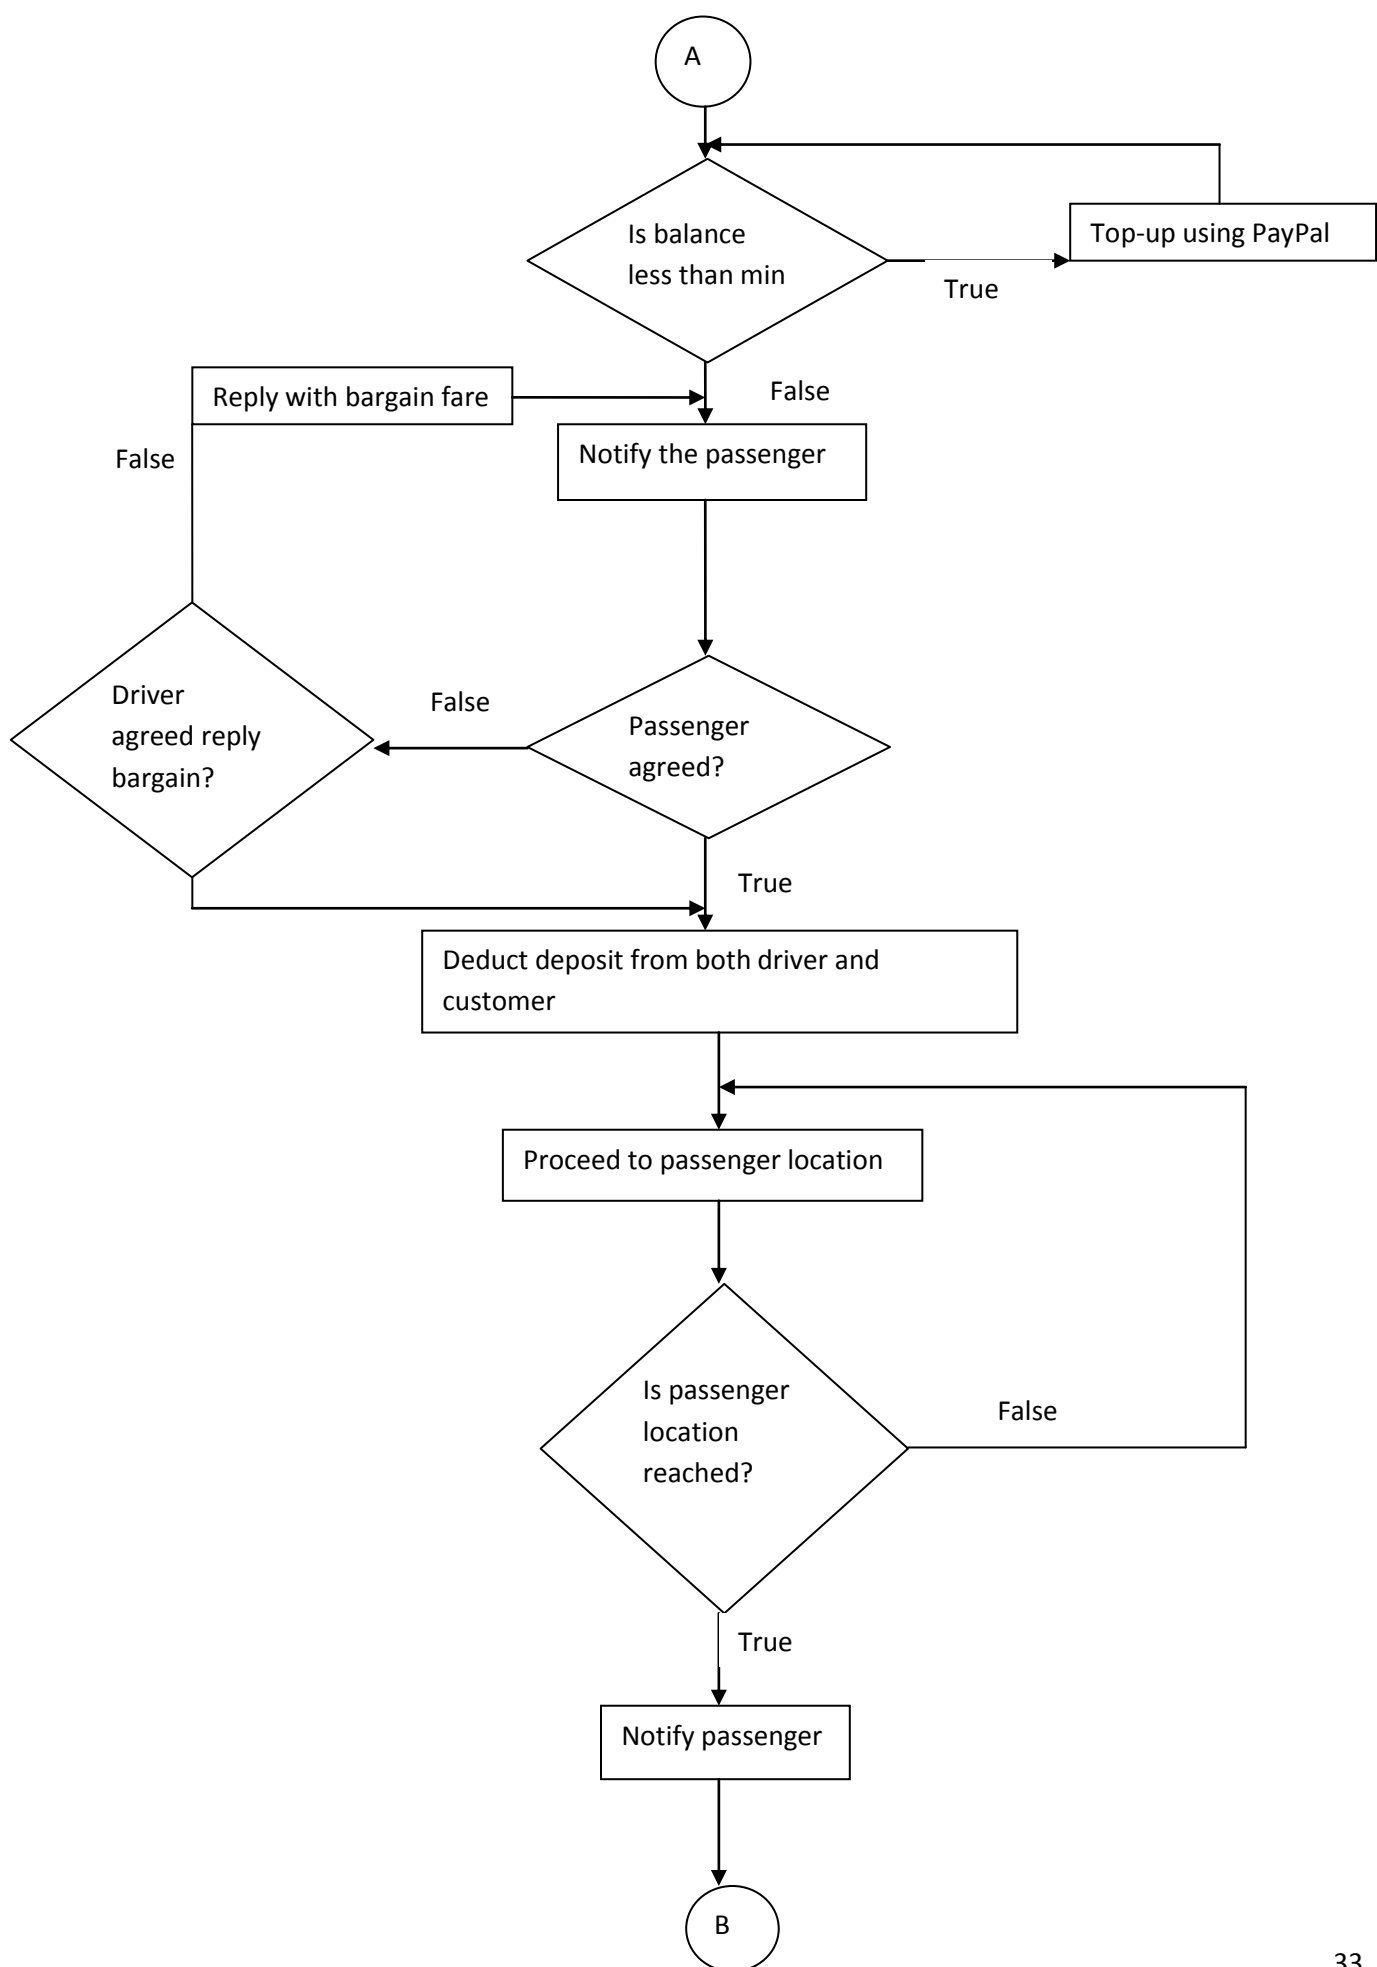 A
Top-up using PayPal
Is balance
less than min
True
False
Reply with bargain fare
Notify the passenger
False
Driver
agreed reply
bargain?
False
Passenger
agreed?
True
Deduct deposit from both driver and
customer
Proceed to passenger location
Is passenger
location
reached?
False
True
Notify passenger
B
33